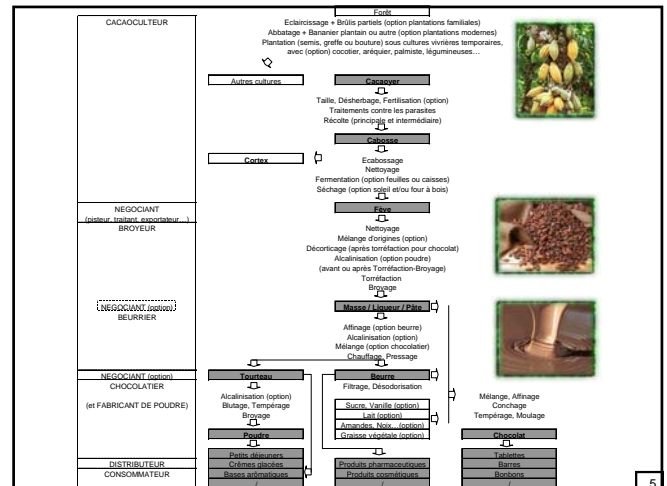 CACAOCULTEUR
Forêt
Eclaircissage + Brûlis partiels (option plantations familiales)
Abbatage + Bananier plantain ou autre (option plantations modernes)
Plantation (semis, greffe ou bouture) sous cultures vivrières temporaires,
avec (option) cocotier, aréquier, palmiste, légumineuses…
Autres cultures
Cacaoyer
Taille, Désherbage, Fertilisation (option)
Traitements contre les parasites
Récolte (principale et intermédiaire)
Cabosse
Cortex
Ecabossage
Nettoyage
Fermentation (option feuilles ou caisses)
Séchage (option soleil et/ou four à bois)
NEGOCIANT
(pisteur, traitant, exportateur…)
Fève
BROYEUR
Nettoyage
Mélange d'origines (option)
Décorticage (après torréfaction pour chocolat)
Alcalinisation (option poudre)
(avant ou après Torréfaction-Broyage)
Torréfaction
Broyage
NEGOCIANT (option)
Masse / Liqueur / Pâte
BEURRIER
Affinage (option beurre)
Alcalinisation (option)
Mélange (option chocolatier)
Chauffage, Pressage
NEGOCIANT (option)
Tourteau
Beurre
CHOCOLATIER
Filtrage, Désodorisation
(et FABRICANT DE POUDRE)
Alcalinisation (option)
Blutage, Tempérage
Broyage
Sucre, Vanille (option)
Lait (option)
Amandes, Noix…(option)
Graisse végétale (option)
Mélange, Affinage
Conchage
Tempérage, Moulage
Poudre
Chocolat
Petits déjeuners
Tablettes
DISTRIBUTEUR
Crêmes glacées
Produits pharmaceutiques
Barres
CONSOMMATEUR
Bases arômatiques
Produits cosmétiques
Bonbons
/
/
/
5